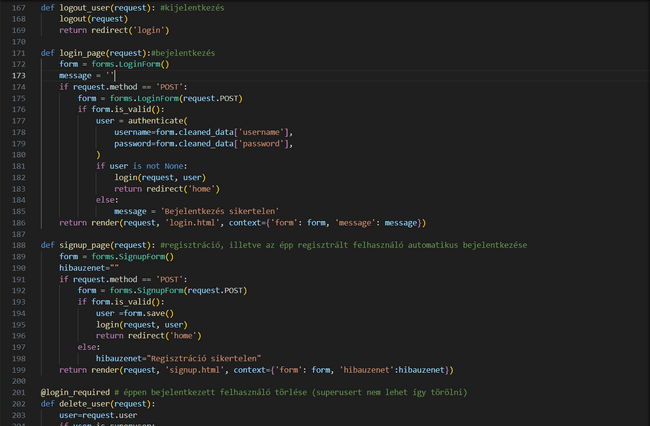 167 def logout_user(request): #kijelentkezés
168     logout(request)
169     return redirect('login')
170
171 def login_page(request):#bejelentkezés
172     form = forms.LoginForm()
173     message = ''
174     if request.method == 'POST':
175         form = forms.LoginForm(request.POST)
176         if form.is_valid():
177             user = authenticate(
178                 username=form.cleaned_data['username'],
179                 password=form.cleaned_data['password'],
180             )
181             if user is not None:
182                 login(request, user)
183                 return redirect('home')
184             else:
185                 message = 'Bejelentkezés sikertelen'
186     return render(request, 'login.html', context={'form': form, 'message': message})
187
188 def signup_page(request): #regisztráció, illetve az épp regisztrált felhasználó automatikus bejelentkezése
189     form = forms.SignupForm()
190     hibauzenet=""
191     if request.method == 'POST':
192         form = forms.SignupForm(request.POST)
193         if form.is_valid():
194             user =form.save()
195             login(request, user)
196             return redirect('home')
197         else:
198             hibauzenet="Regisztráció sikertelen"
199     return render(request, 'signup.html', context={'form': form, 'hibauzenet':hibauzenet})
200
201 @login_required # éppen bejelentkezett felhasználó törlése (superusert nem lehet így törölni)
202 def delete_user(request):
203     user=request.user